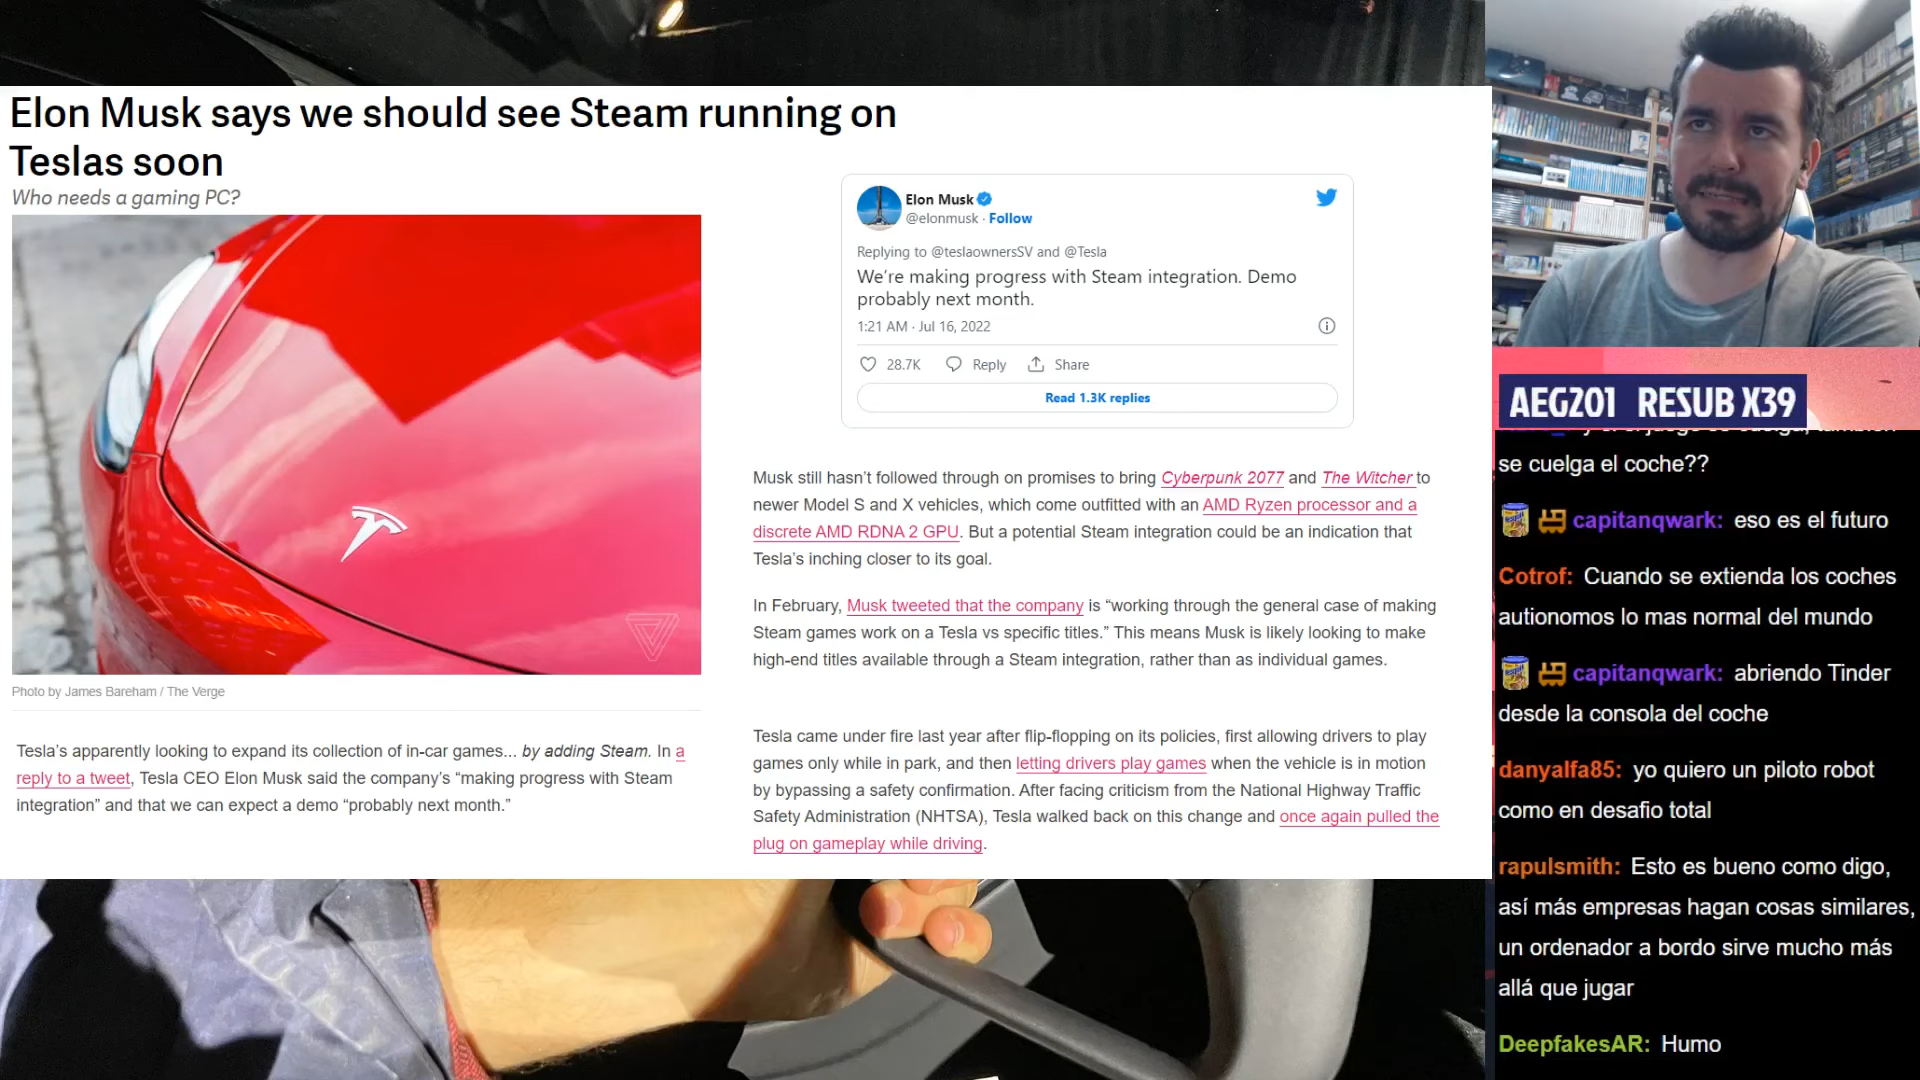 Elon Musk says we should see Steam running on
Teslas soon
Who needs a gaming PC?
Photo by James Bareham / The Verge
Tesla’s apparently looking to expand its collection of in-car games... by adding Steam. In a
reply to a tweet, Tesla CEO Elon Musk said the company’s “making progress with Steam
integration” and that we can expect a demo “probably next month.”
Elon Musk
@elonmusk · Follow
Replying to @teslaownersSV and @Tesla
We’re making progress with Steam integration. Demo
probably next month.
1:21 AM · Jul 16, 2022
28.7K Reply Share
Read 1.3K replies
Musk still hasn’t followed through on promises to bring Cyberpunk 2077 and The Witcher to
newer Model S and X vehicles, which come outfitted with an AMD Ryzen processor and a
discrete AMD RDNA 2 GPU. But a potential Steam integration could be an indication that
Tesla’s inching closer to its goal.
In February, Musk tweeted that the company is “working through the general case of making
Steam games work on a Tesla vs specific titles.” This means Musk is likely looking to make
high-end titles available through a Steam integration, rather than as individual games.
Tesla came under fire last year after flip-flopping on its policies, first allowing drivers to play
games only while in park, and then letting drivers play games when the vehicle is in motion
by bypassing a safety confirmation. After facing criticism from the National Highway Traffic
Safety Administration (NHTSA), Tesla walked back on this change and once again pulled the
plug on gameplay while driving.
AEG201 RESUB X39
se cuelga el coche??
capitanqwark: eso es el futuro
Cotrof: Cuando se extienda los coches
autionomos lo mas normal del mundo
capitanqwark: abriendo Tinder
desde la consola del coche
danyalfa85: yo quiero un piloto robot
como en desafio total
rapulsmith: Esto es bueno como digo,
así más empresas hagan cosas similares,
un ordenador a bordo sirve mucho más
allá que jugar
DeepfakesAR: Humo